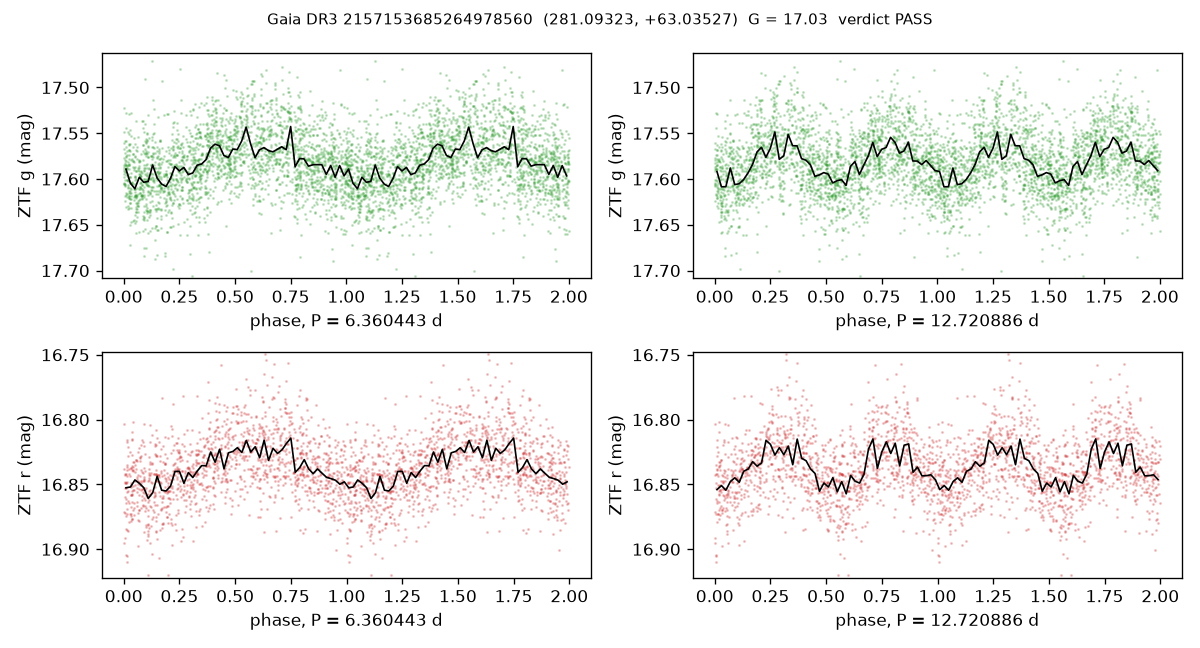 Gaia DR3 2157153685264978560 (281.09323, +63.03527) G = 17.03 verdict PASS
ZTF g (mag)
17.50
17.55
17.60
17.65
17.70
0.00 0.25 0.50 0.75 1.00 1.25 1.50 1.75 2.00
phase, P = 6.360443 d
ZTF g (mag)
17.50
17.55
17.60
17.65
17.70
0.00 0.25 0.50 0.75 1.00 1.25 1.50 1.75 2.00
phase, P = 12.720886 d
ZTF r (mag)
16.75
16.80
16.85
16.90
0.00 0.25 0.50 0.75 1.00 1.25 1.50 1.75 2.00
phase, P = 6.360443 d
ZTF r (mag)
16.75
16.80
16.85
16.90
0.00 0.25 0.50 0.75 1.00 1.25 1.50 1.75 2.00
phase, P = 12.720886 d